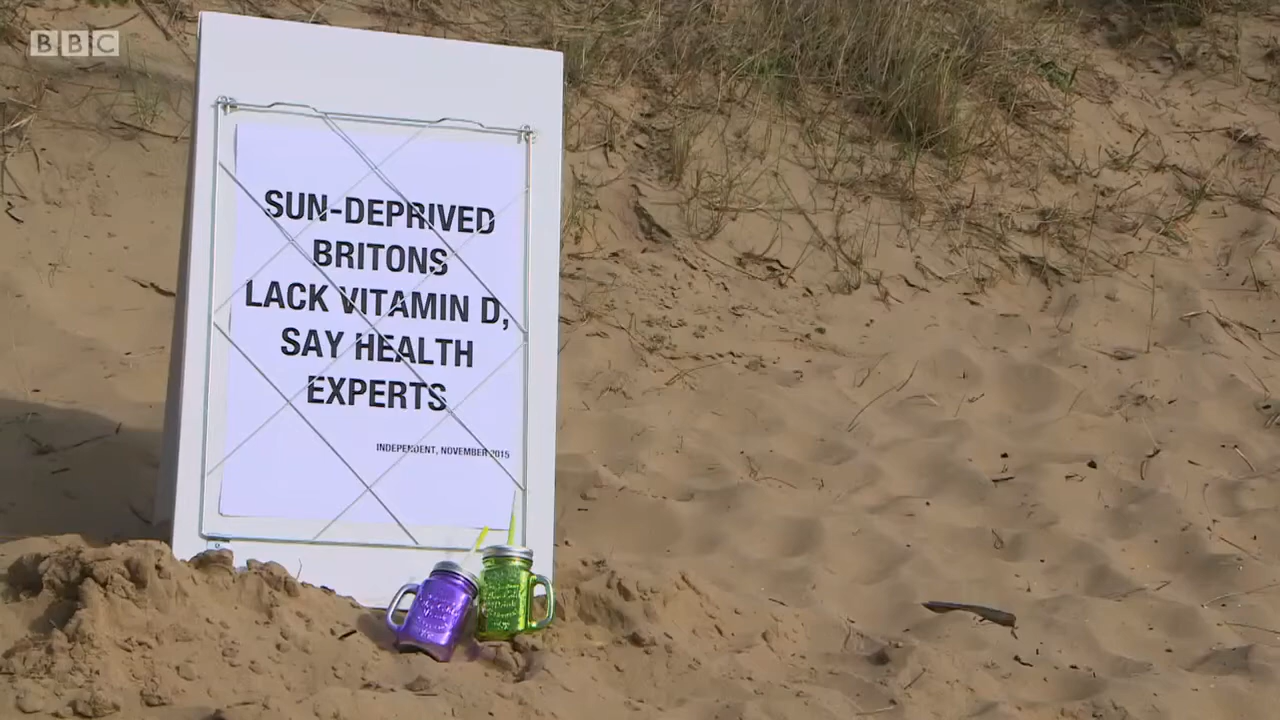 BBC
SUN-DEPRIVED
BRITONS
LACK VITAMIN D,
SAY HEALTH
EXPERTS
INDEPENDENT, NOVEMBER 2015